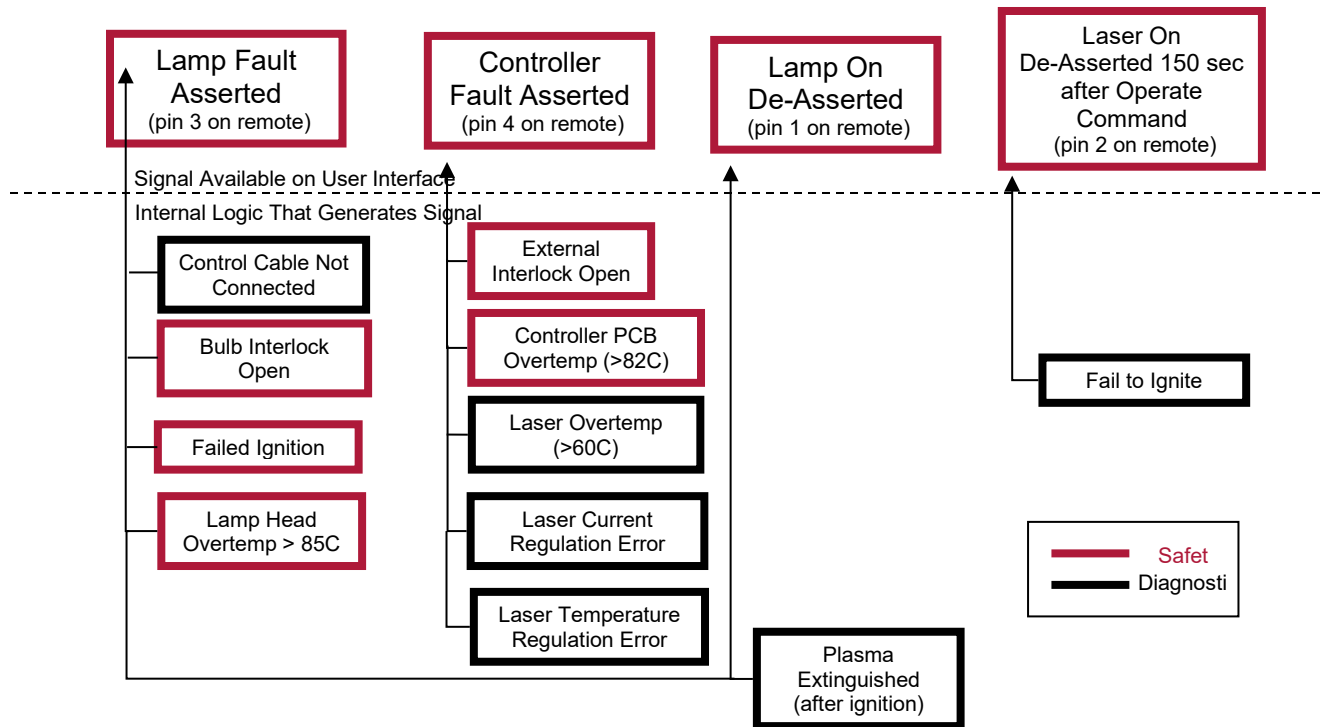 Lamp Fault
Asserted
(pin 3 on remote)
Controller
Fault Asserted
(pin 4 on remote)
Lamp On
De-Asserted
(pin 1 on remote)
Laser On
De-Asserted 150 sec
after Operate
Command
(pin 2 on remote)
Signal Available on User Interface
Internal Logic That Generates Signal
Control Cable Not
Connected
Bulb Interlock
Open
Failed Ignition
Lamp Head
Overtemp > 85C
External
Interlock Open
Controller PCB
Overtemp (>82C)
Laser Overtemp
(>60C)
Laser Current
Regulation Error
Laser Temperature
Regulation Error
Plasma
Extinguished
(after ignition)
Fail to Ignite
Safet
Diagnosti